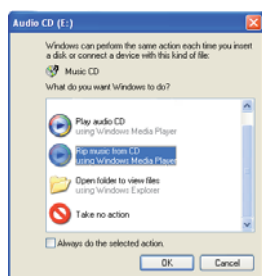 Audio CD (E:)
Windows can perform the same action each time you insert
a disk or connect a device with this kind of file:
Music CD
What do you want Windows to do?
Play audio CD
using Windows Media Player
Rip music from CD
using Windows Media Player
Open folder to view files
using Windows Explorer
Take no action
Always do the selected action.
OK Cancel